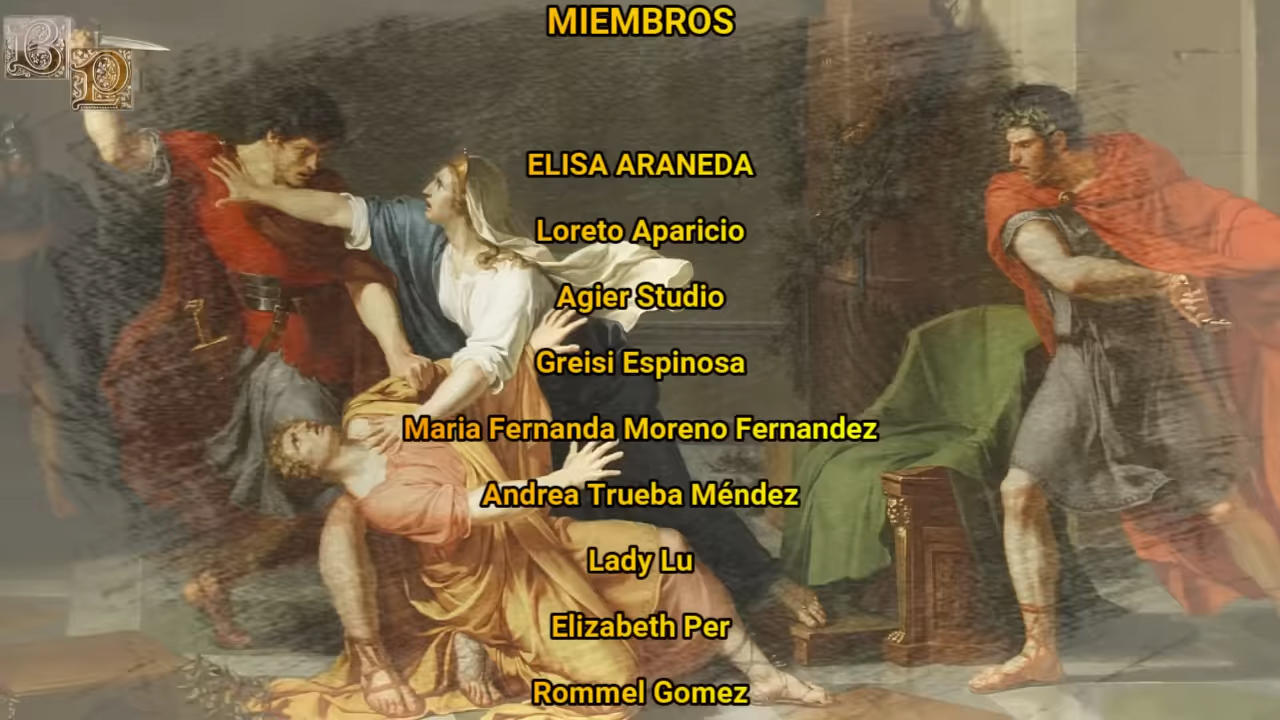 MIEMBROS
ELISA ARANEDA
Loreto Aparicio
Agier Studio
Greisi Espinosa
Maria Fernanda Moreno Fernandez
Andrea Trueba Méndez
Lady Lu
Elizabeth Per
Rommel Gomez